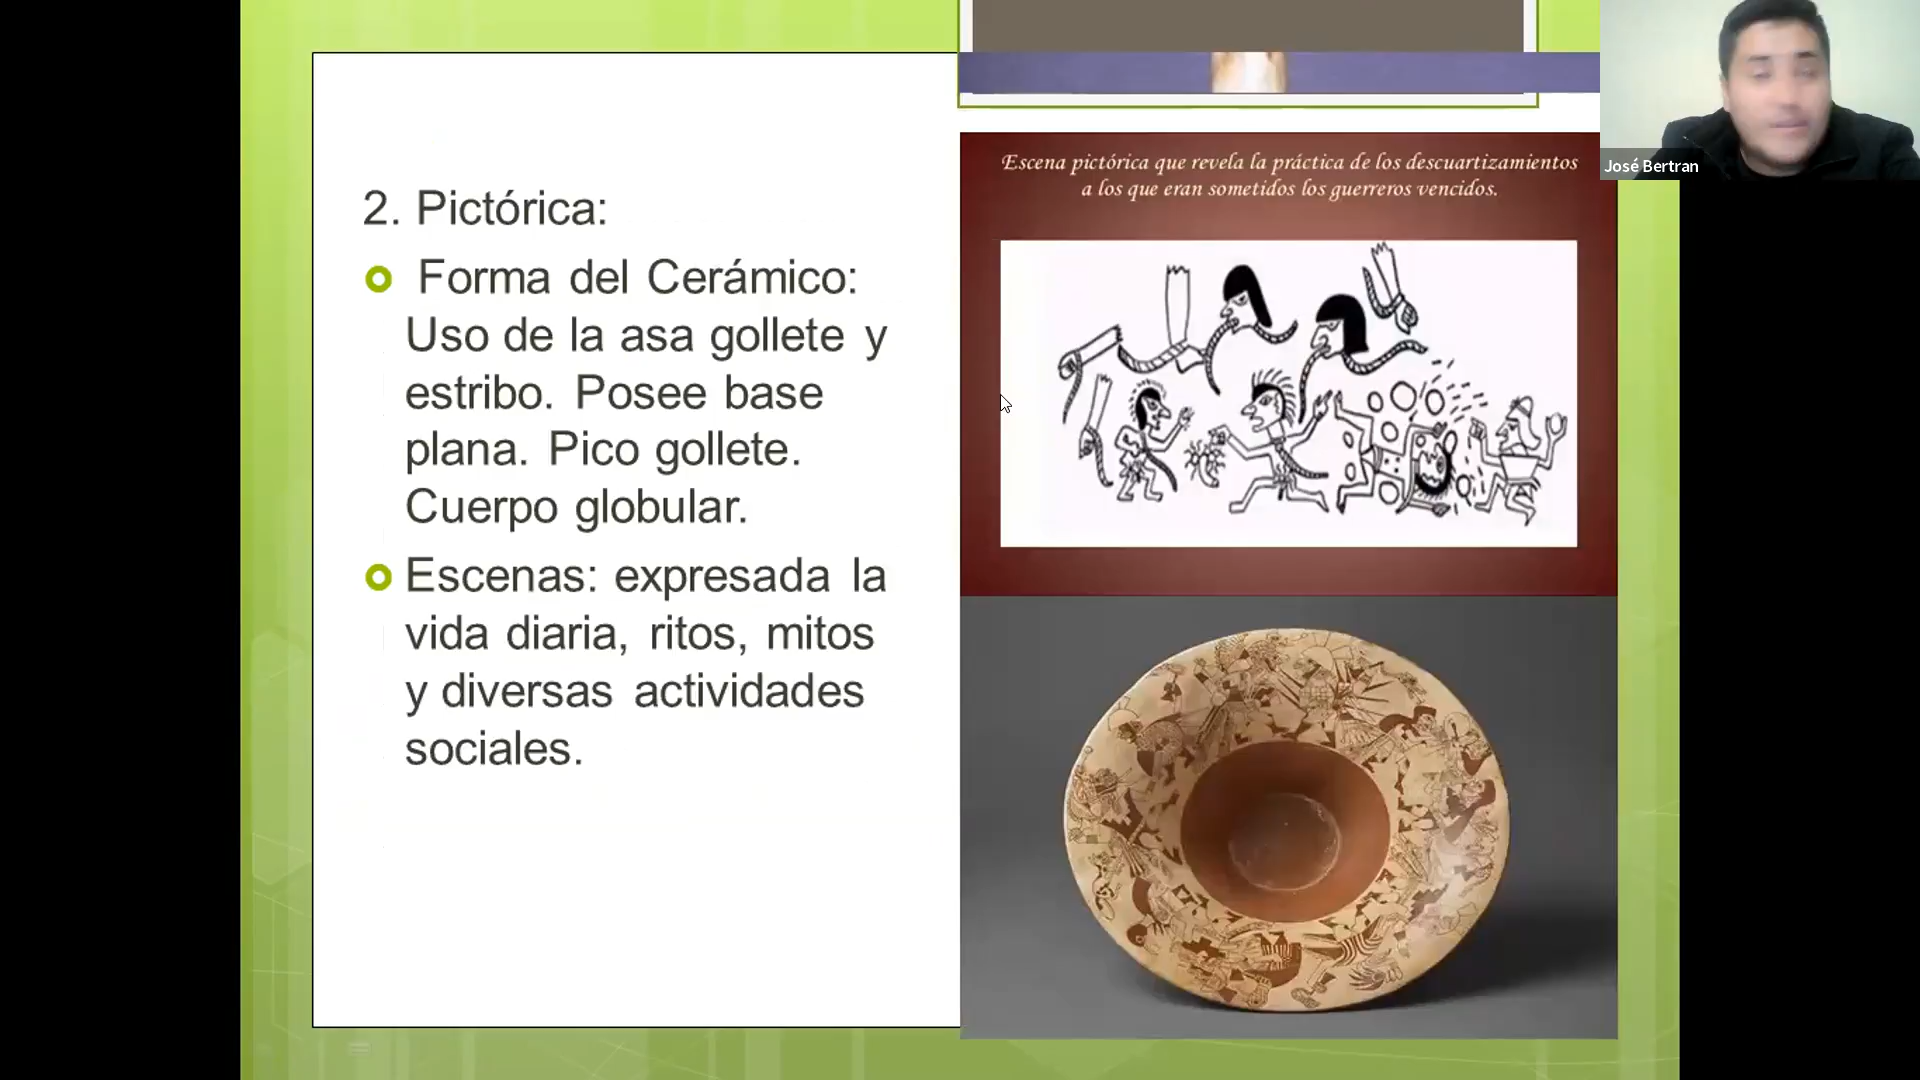 2. Pictórica:
Forma del Cerámico:
Uso de la asa gollete y
estribo. Posee base
plana. Pico gollete.
Cuerpo globular.
Escenas: expresada la
vida diaria, ritos, mitos
y diversas actividades
sociales.
Escena pictórica que revela la práctica de los descuartizamientos
a los que eran sometidos los guerreros vencidos.
José Bertran